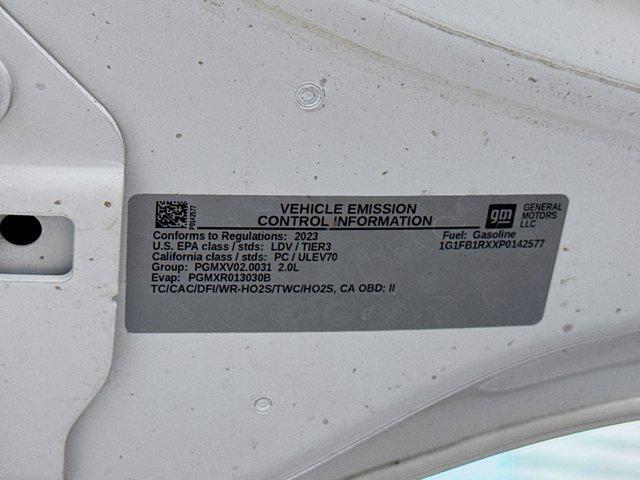 P0142577
VEHICLE EMISSION
CONTROL INFORMATION
gm
GENERAL
MOTORS
LLC
Conforms to Regulations: 2023
Fuel: Gasoline
U.S. EPA class / stds: LDV / TIER3
1G1FB1RXXP0142577
California class / stds: PC / ULEV70
Group: PGMXV02.0031 2.0L
Evap: PGMXR013030B
TC/CAC/DFI/WR-HO2S/TWC/HO2S, CA OBD: II